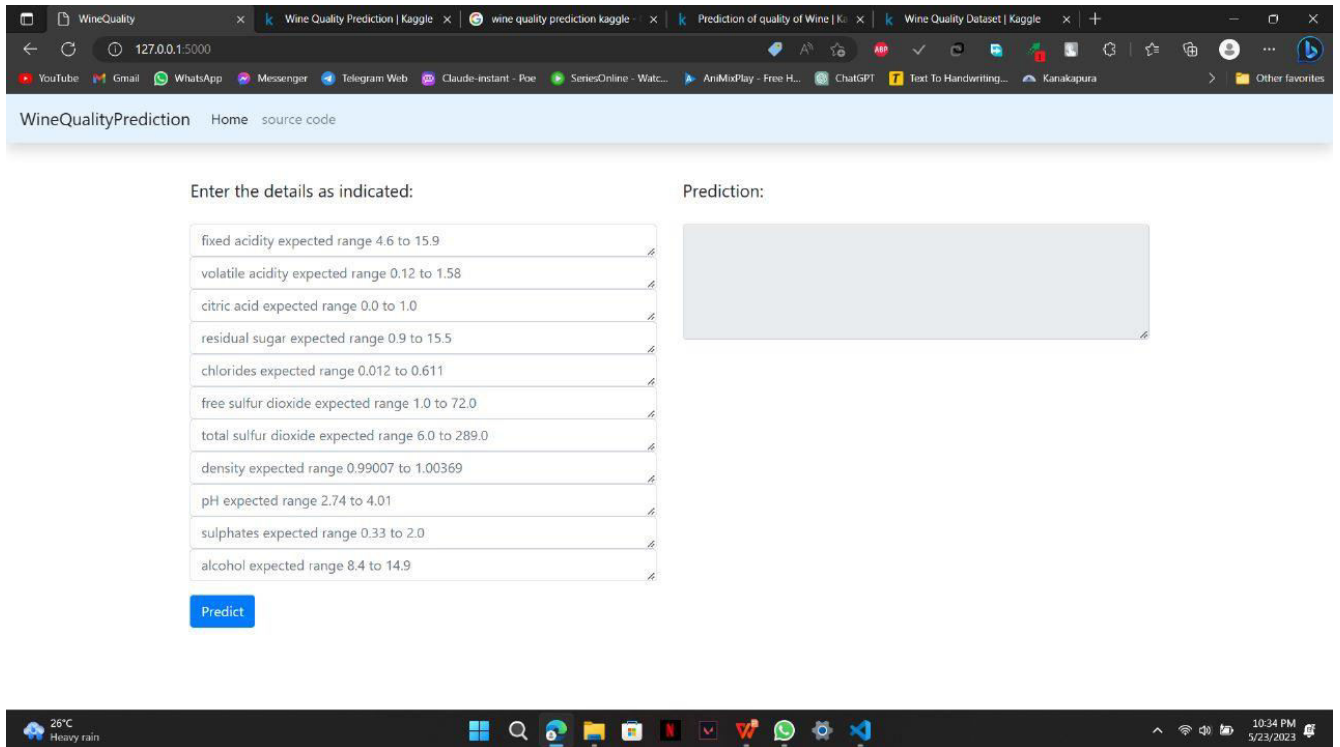 WineQuality
Wine Quality Prediction | Kaggle
wine quality prediction kaggle -
Prediction of quality of Wine | Ka
Wine Quality Dataset | Kaggle
127.0.0.1:5000
ABP
1
YouTube Gmail WhatsApp Messenger Telegram Web Claude-instant - Poe SeriesOnline - Watc... AniMixPlay - Free H... ChatGPT Text To Handwriting... Kanakapura Other favorites
WineQualityPrediction Home source code
Enter the details as indicated:
fixed acidity expected range 4.6 to 15.9
volatile acidity expected range 0.12 to 1.58
citric acid expected range 0.0 to 1.0
residual sugar expected range 0.9 to 15.5
chlorides expected range 0.012 to 0.611
free sulfur dioxide expected range 1.0 to 72.0
total sulfur dioxide expected range 6.0 to 289.0
density expected range 0.99007 to 1.00369
pH expected range 2.74 to 4.01
sulphates expected range 0.33 to 2.0
alcohol expected range 8.4 to 14.9
Predict
Prediction:
26°C
Heavy rain
10:34 PM
5/23/2023